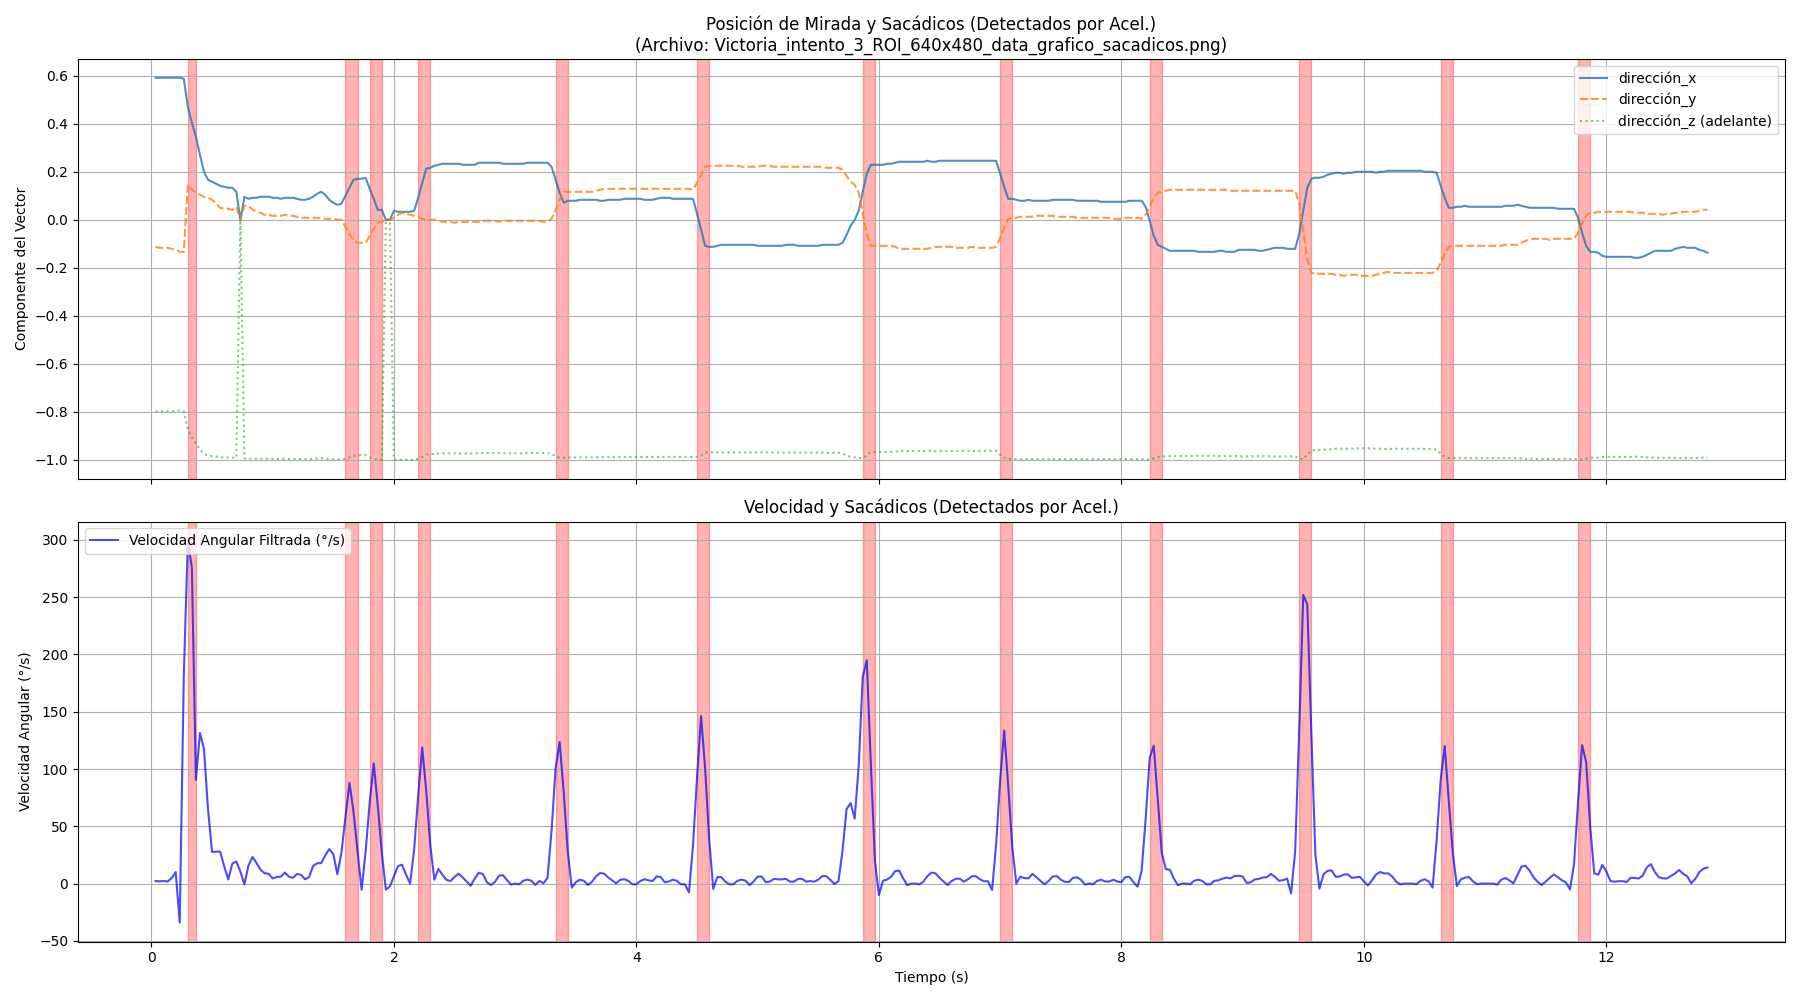 Posición de Mirada y Sacádicos (Detectados por Acel.)
(Archivo: Victoria_intento_3_ROI_640x480_data_grafico_sacadicos.png)
Componente del Vector
0.6
0.4
0.2
0.0
−0.2
−0.4
−0.6
−0.8
−1.0
dirección_x
dirección_y
dirección_z (adelante)
Velocidad y Sacádicos (Detectados por Acel.)
Velocidad Angular (°/s)
300
250
200
150
100
50
0
−50
Velocidad Angular Filtrada (°/s)
0 2 4 6 8 10 12
Tiempo (s)